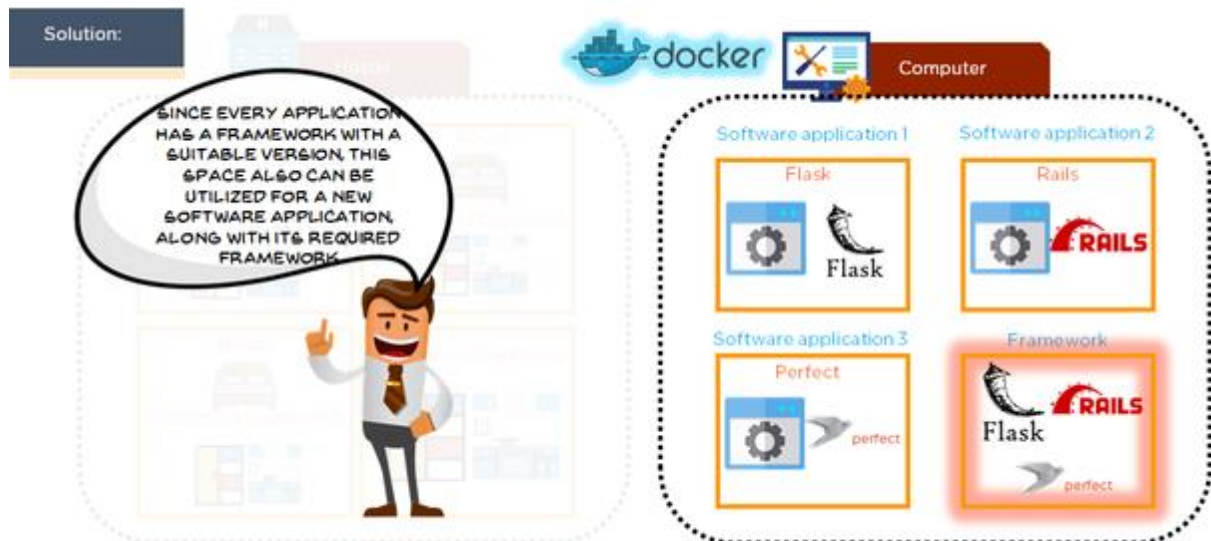 Solution:
docker
Computer
SINCE EVERY APPLICATION
HAS A FRAMEWORK WITH A
SUITABLE VERSION, THIS
SPACE ALSO CAN BE
UTILIZED FOR A NEW
SOFTWARE APPLICATION,
ALONG WITH ITS REQUIRED
FRAMEWORK
Software application 1
Flask
Flask
Software application 2
Rails
RAILS
Software application 3
Perfect
perfect
Framework
Flask
RAILS
perfect